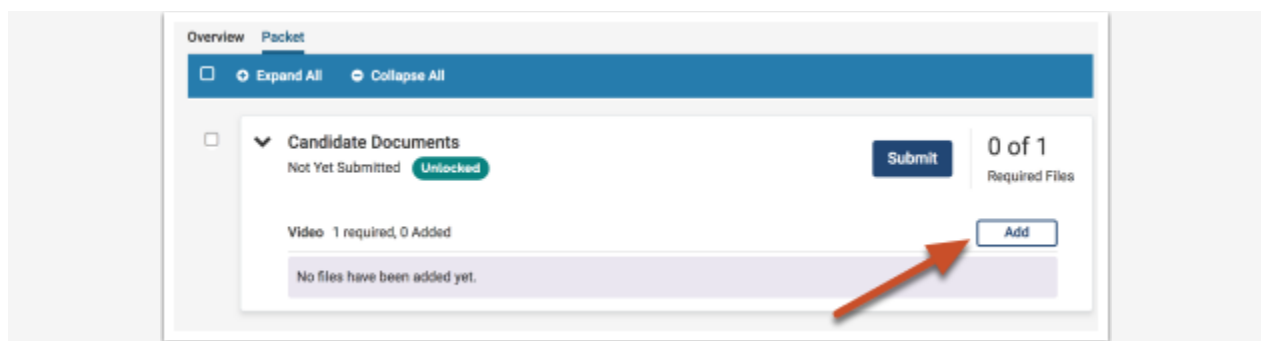 Overview Packet
Expand All Collapse All
Candidate Documents
Not Yet Submitted Unlocked
Submit
0 of 1
Required Files
Video 1 required, 0 Added
Add
No files have been added yet.